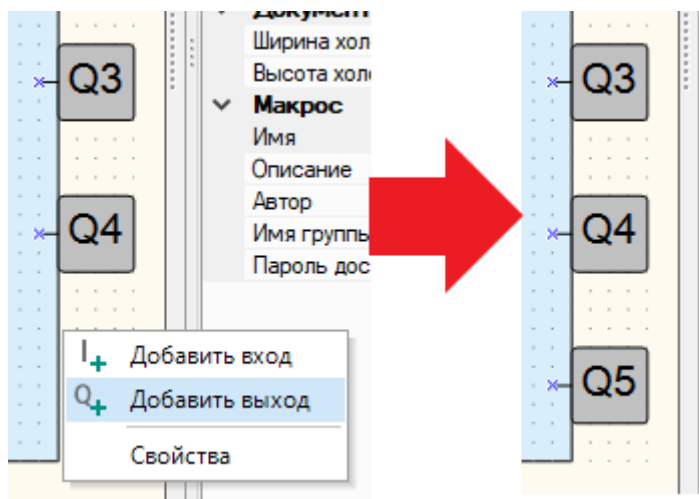 Q3
Q4
Документ
Ширина хол
Высота хол
Макрос
Имя
Описание
Автор
Имя группы
Пароль дос
Добавить вход
Добавить выход
Свойства
Q3
Q4
Q5